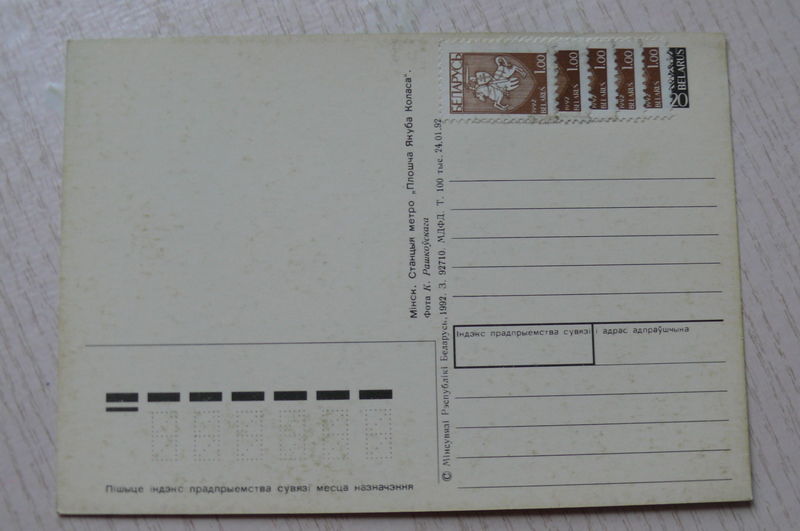 БЕЛАРУСЬ
1.00
1992 BELARUS
1.00
1992 BELARUS
1.00
1992 BELARUS
1.00
1992 BELARUS
1.00
1992 BELARUS
20 BELARUS
Мінск. Станцыя метро „Плошча Якуба Коласа“.
Фота К. Рашкоўскага
© Мінсувязі Рэспублікі Беларусь, 1992. З. 92710. МДФД. Т. 100 тыс. 24.01.92
Індэкс прадпрыемства сувязі і адрас адпраўшчыка
Пішыце індэкс прадпрыемства сувязі месца назначэння